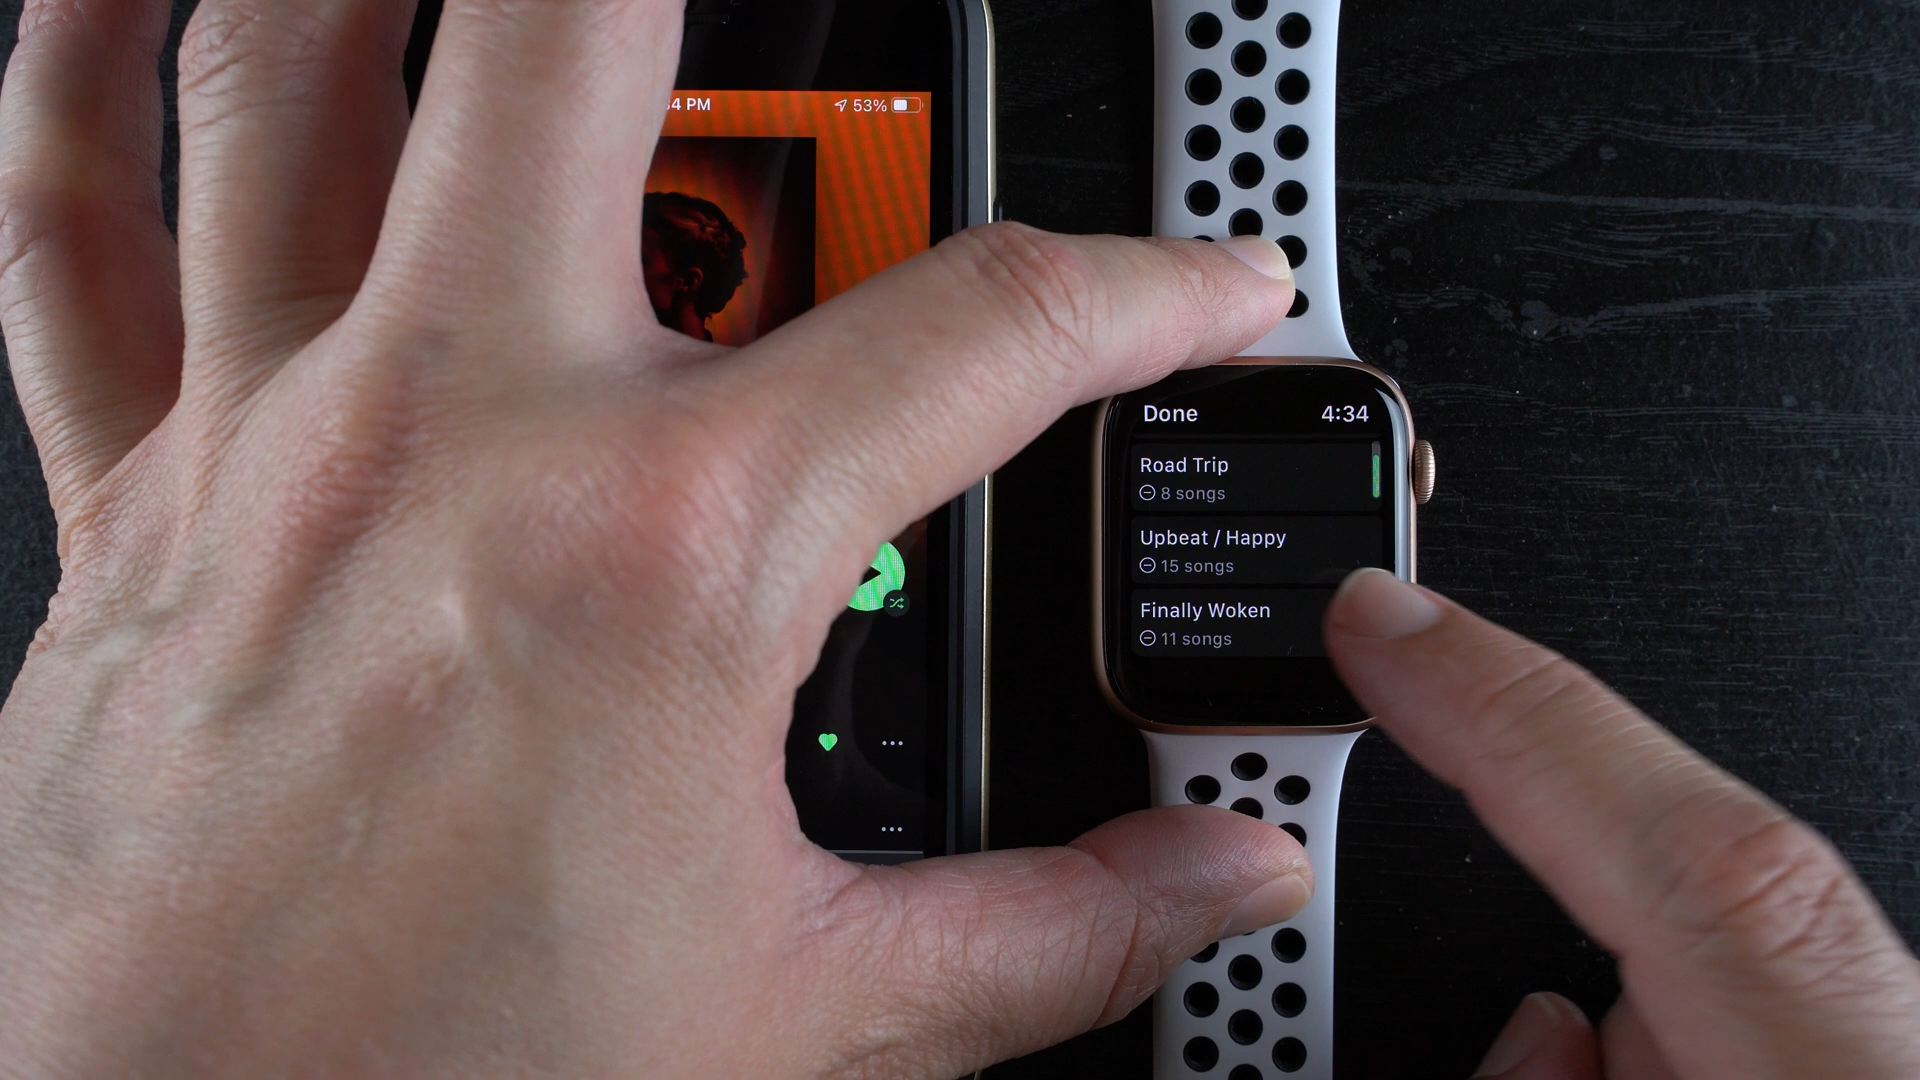 4 PM
53%
Done
4:34
Road Trip
8 songs
Upbeat / Happy
15 songs
Finally Woken
11 songs